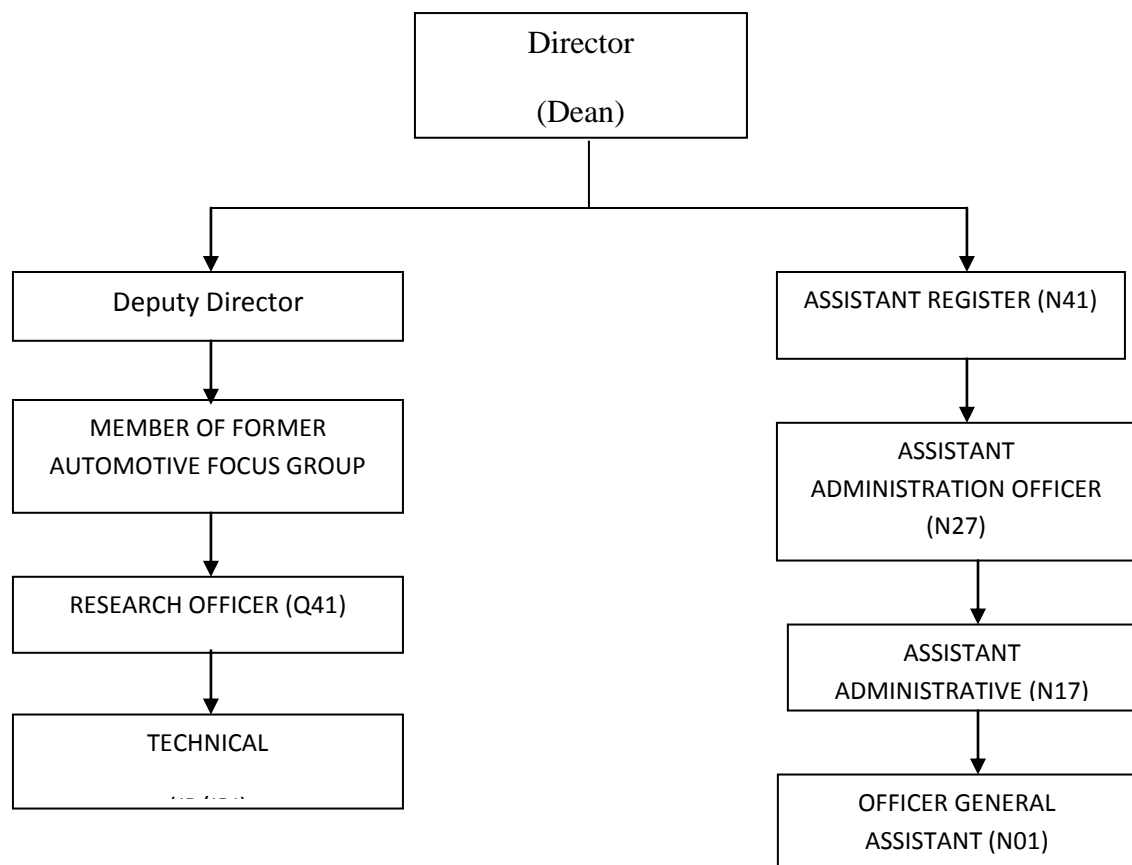 Director
(Dean)
Deputy Director
ASSISTANT REGISTER (N41)
MEMBER OF FORMER
AUTOMOTIVE FOCUS GROUP
ASSISTANT
ADMINISTRATION OFFICER
(N27)
RESEARCH OFFICER (Q41)
ASSISTANT
ADMINISTRATIVE (N17)
TECHNICAL
OFFICER GENERAL
ASSISTANT (N01)